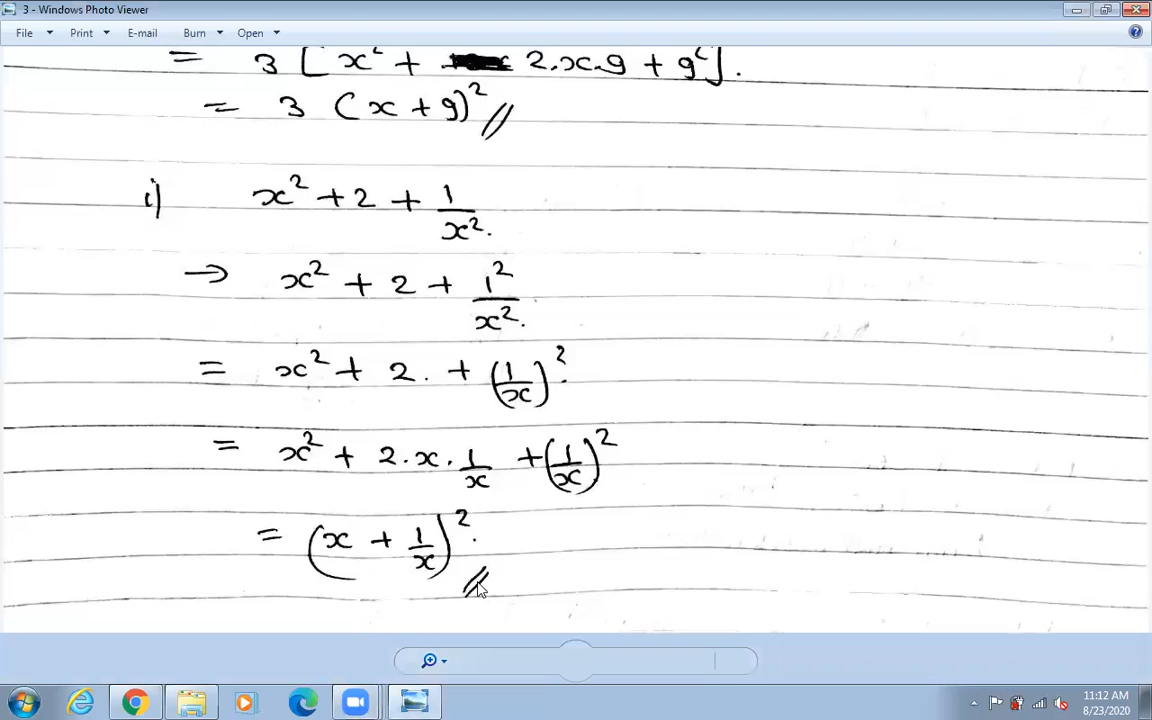 3 - Windows Photo Viewer
File Print E-mail Burn Open
= 3 [x² + 2.x.9 + 9²].
= 3 (x + 9)² //
i) x² + 2 + 1/x².
→ x² + 2 + 1²/x².
= x² + 2. + (1/x)².
= x² + 2·x·1/x + (1/x)²
= (x + 1/x)². //
11:12 AM
8/23/2020